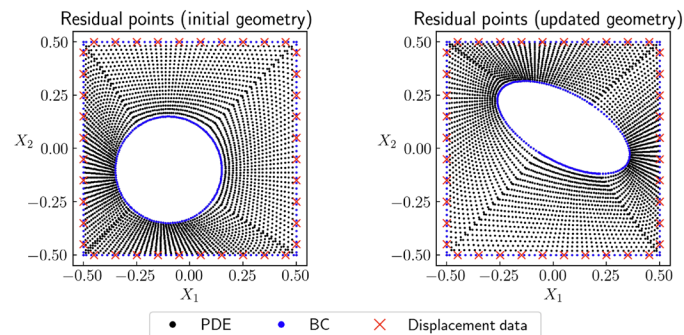 Residual points (initial geometry)
0.50
0.25
0.00
−0.25
−0.50
X2
−0.50 −0.25 0.00 0.25 0.50
X1
Residual points (updated geometry)
0.50
0.25
0.00
−0.25
−0.50
X2
−0.50 −0.25 0.00 0.25 0.50
X1
PDE BC Displacement data